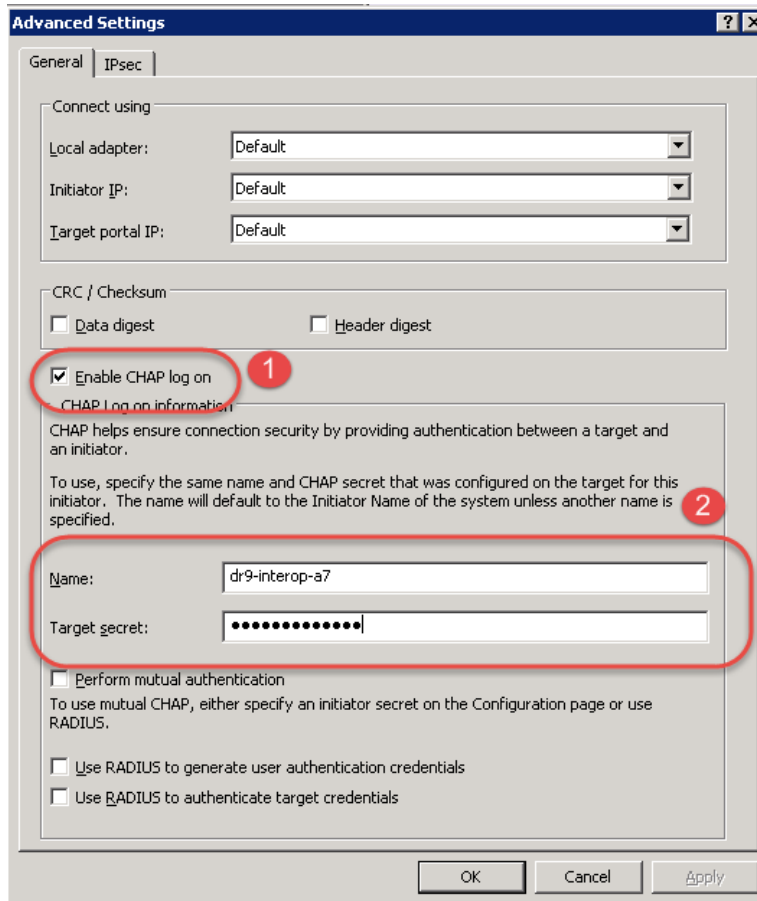 Advanced Settings
General
IPsec
Connect using
Local adapter:
Default
Initiator IP:
Default
Target portal IP:
Default
CRC / Checksum
Data digest
Header digest
Enable CHAP log on
1
CHAP Log on information
CHAP helps ensure connection security by providing authentication between a target and
an initiator.
To use, specify the same name and CHAP secret that was configured on the target for this
initiator. The name will default to the Initiator Name of the system unless another name is
specified.
2
Name:
dr9-interop-a7
Target secret:
●●●●●●●●●●●●●
Perform mutual authentication
To use mutual CHAP, either specify an initiator secret on the Configuration page or use
RADIUS.
Use RADIUS to generate user authentication credentials
Use RADIUS to authenticate target credentials
OK
Cancel
Apply